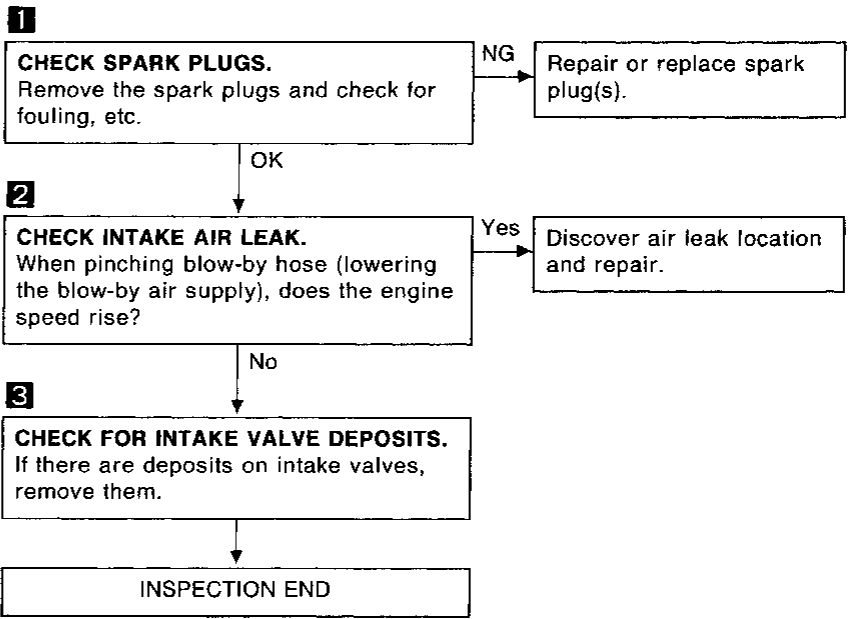 1
CHECK SPARK PLUGS.
Remove the spark plugs and check for
fouling, etc.
NG
Repair or replace spark
plug(s).
OK
2
CHECK INTAKE AIR LEAK.
When pinching blow-by hose (lowering
the blow-by air supply), does the engine
speed rise?
Yes
Discover air leak location
and repair.
No
3
CHECK FOR INTAKE VALVE DEPOSITS.
If there are deposits on intake valves,
remove them.
INSPECTION END